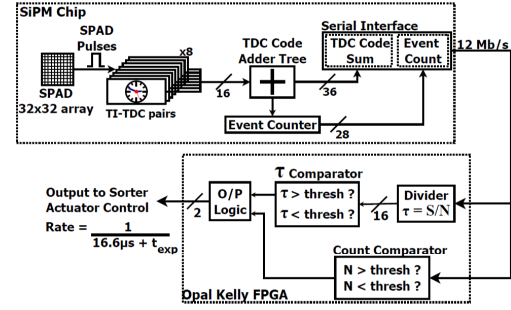 SiPM Chip
SPAD
Pulses
x8
SPAD
32x32 array
TI-TDC pairs
16
TDC Code
Adder Tree
36
Event Counter
28
Serial Interface
TDC Code
Sum
Event
Count
12 Mb/s
Output to Sorter
Actuator Control
Rate = 1
16.6µs + t exp
2
O/P
Logic
τ Comparator
τ > thresh ?
τ < thresh ?
16
Divider
τ = S/N
Count Comparator
N > thresh ?
N < thresh ?
Opal Kelly FPGA